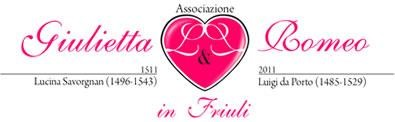 Associazione
Giulietta & Romeo
L L
1511 2011
Lucina Savorgnan (1496-1543) Luigi da Porto (1485-1529)
in Friuli